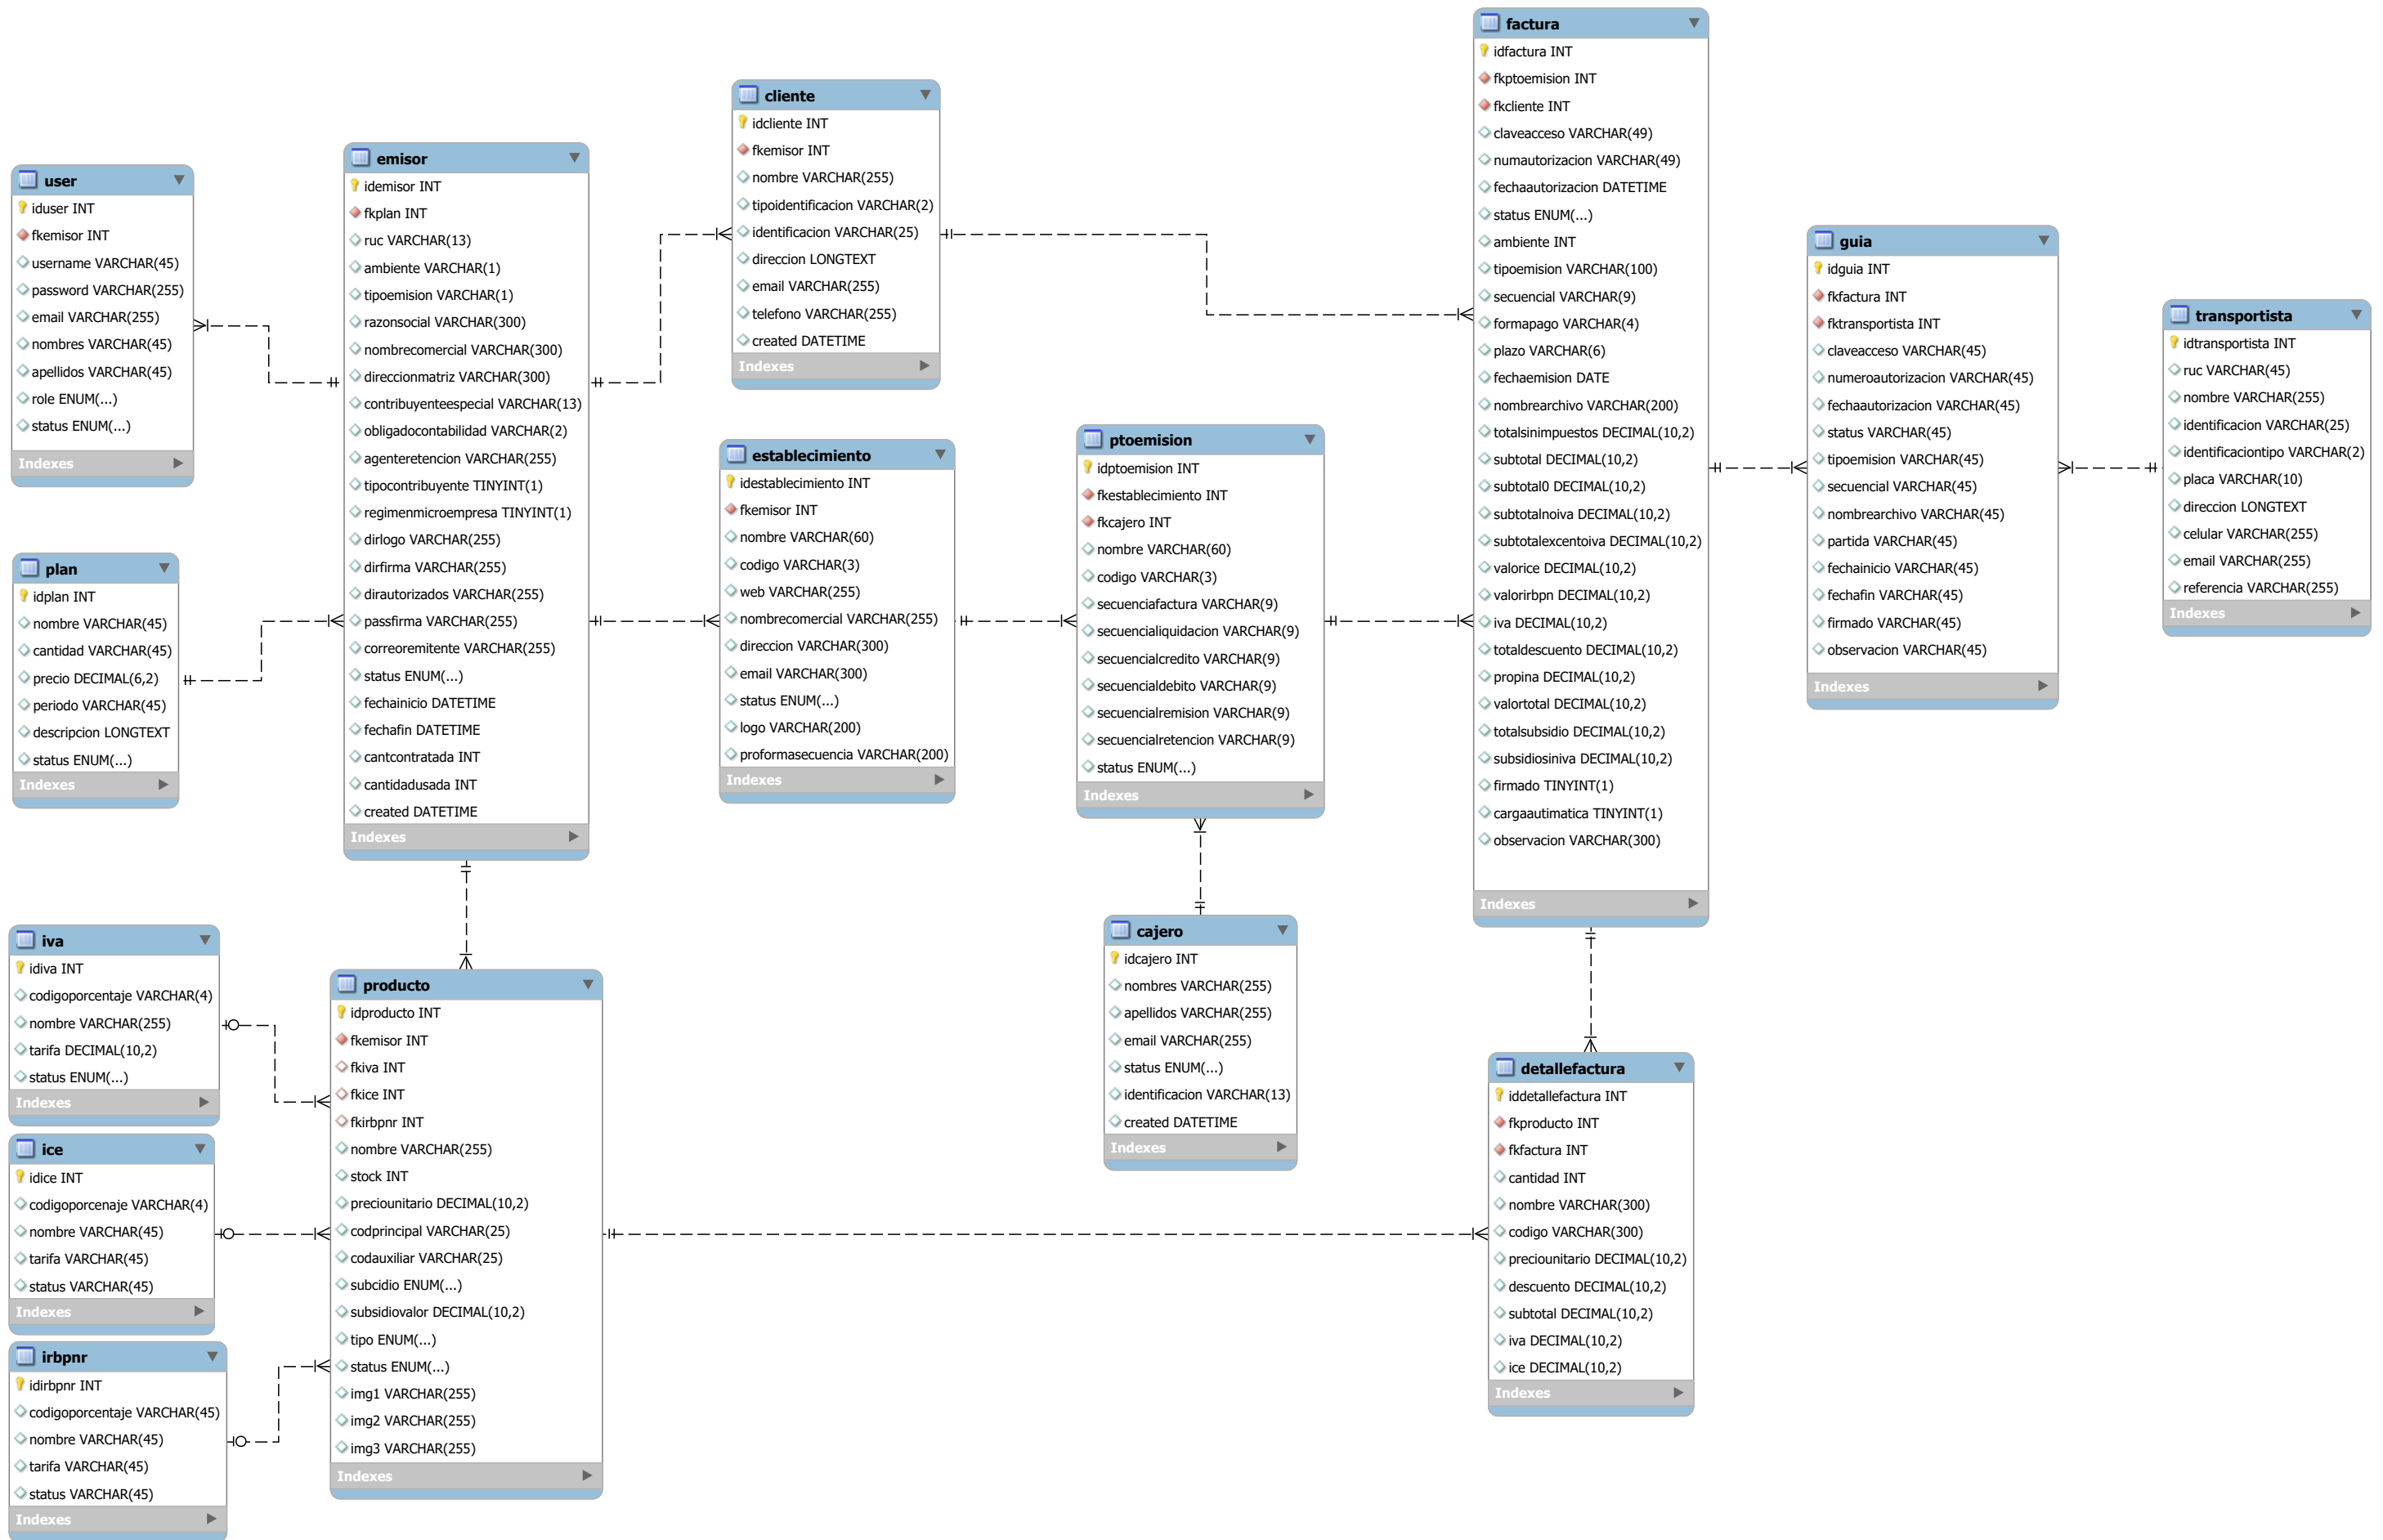 user
iduser INT
fkemisor INT
username VARCHAR(45)
password VARCHAR(255)
email VARCHAR(255)
nombres VARCHAR(45)
apellidos VARCHAR(45)
role ENUM(...)
status ENUM(...)
Indexes
plan
idplan INT
nombre VARCHAR(45)
cantidad VARCHAR(45)
precio DECIMAL(6,2)
periodo VARCHAR(45)
descripcion LONGTEXT
status ENUM(...)
Indexes
iva
idiva INT
codigoporcentaje VARCHAR(4)
nombre VARCHAR(255)
tarifa DECIMAL(10,2)
status ENUM(...)
Indexes
ice
idice INT
codigoporcenaje VARCHAR(4)
nombre VARCHAR(45)
tarifa VARCHAR(45)
status VARCHAR(45)
Indexes
irbpnr
idirbpnr INT
codigoporcentaje VARCHAR(45)
nombre VARCHAR(45)
tarifa VARCHAR(45)
status VARCHAR(45)
Indexes
emisor
idemisor INT
fkplan INT
ruc VARCHAR(13)
ambiente VARCHAR(1)
tipoemision VARCHAR(1)
razonsocial VARCHAR(300)
nombrecomercial VARCHAR(300)
direccionmatriz VARCHAR(300)
contribuyenteespecial VARCHAR(13)
obligadocontabilidad VARCHAR(2)
agenteretencion VARCHAR(255)
tipocontribuyente TINYINT(1)
regimenmicroempresa TINYINT(1)
dirlogo VARCHAR(255)
dirfirma VARCHAR(255)
dirautorizados VARCHAR(255)
passfirma VARCHAR(255)
correoremitente VARCHAR(255)
status ENUM(...)
fechainicio DATETIME
fechafin DATETIME
cantcontratada INT
cantidadusada INT
created DATETIME
Indexes
producto
idproducto INT
fkemisor INT
fkiva INT
fkice INT
fkirbpnr INT
nombre VARCHAR(255)
stock INT
preciounitario DECIMAL(10,2)
codprincipal VARCHAR(25)
codauxiliar VARCHAR(25)
subcidio ENUM(...)
subsidiovalor DECIMAL(10,2)
tipo ENUM(...)
status ENUM(...)
img1 VARCHAR(255)
img2 VARCHAR(255)
img3 VARCHAR(255)
Indexes
cliente
idcliente INT
fkemisor INT
nombre VARCHAR(255)
tipoidentificacion VARCHAR(2)
identificacion VARCHAR(25)
direccion LONGTEXT
email VARCHAR(255)
telefono VARCHAR(255)
created DATETIME
Indexes
establecimiento
idestablecimiento INT
fkemisor INT
nombre VARCHAR(60)
codigo VARCHAR(3)
web VARCHAR(255)
nombrecomercial VARCHAR(255)
direccion VARCHAR(300)
email VARCHAR(300)
status ENUM(...)
logo VARCHAR(200)
proformasecuencia VARCHAR(200)
Indexes
ptoemision
idptoemision INT
fkestablecimiento INT
fkcajero INT
nombre VARCHAR(60)
codigo VARCHAR(3)
secuenciafactura VARCHAR(9)
secuencialiquidacion VARCHAR(9)
secuencialcredito VARCHAR(9)
secuencialdebito VARCHAR(9)
secuencialremision VARCHAR(9)
secuencialretencion VARCHAR(9)
status ENUM(...)
Indexes
cajero
idcajero INT
nombres VARCHAR(255)
apellidos VARCHAR(255)
email VARCHAR(255)
status ENUM(...)
identificacion VARCHAR(13)
created DATETIME
Indexes
factura
idfactura INT
fkptoemision INT
fkcliente INT
claveacceso VARCHAR(49)
numautorizacion VARCHAR(49)
fechaautorizacion DATETIME
status ENUM(...)
ambiente INT
tipoemision VARCHAR(100)
secuencial VARCHAR(9)
formapago VARCHAR(4)
plazo VARCHAR(6)
fechaemision DATE
nombrearchivo VARCHAR(200)
totalsinimpuestos DECIMAL(10,2)
subtotal DECIMAL(10,2)
subtotal0 DECIMAL(10,2)
subtotalnoiva DECIMAL(10,2)
subtotalexcentoiva DECIMAL(10,2)
valorice DECIMAL(10,2)
valorirbpn DECIMAL(10,2)
iva DECIMAL(10,2)
totaldescuento DECIMAL(10,2)
propina DECIMAL(10,2)
valortotal DECIMAL(10,2)
totalsubsidio DECIMAL(10,2)
subsidiosiniva DECIMAL(10,2)
firmado TINYINT(1)
cargaautimatica TINYINT(1)
observacion VARCHAR(300)
Indexes
detallefactura
iddetallefactura INT
fkproducto INT
fkfactura INT
cantidad INT
nombre VARCHAR(300)
codigo VARCHAR(300)
preciounitario DECIMAL(10,2)
descuento DECIMAL(10,2)
subtotal DECIMAL(10,2)
iva DECIMAL(10,2)
ice DECIMAL(10,2)
Indexes
guia
idguia INT
fkfactura INT
fktransportista INT
claveacceso VARCHAR(45)
numeroautorizacion VARCHAR(45)
fechaautorizacion VARCHAR(45)
status VARCHAR(45)
tipoemision VARCHAR(45)
secuencial VARCHAR(45)
nombrearchivo VARCHAR(45)
partida VARCHAR(45)
fechainicio VARCHAR(45)
fechafin VARCHAR(45)
firmado VARCHAR(45)
observacion VARCHAR(45)
Indexes
transportista
idtransportista INT
ruc VARCHAR(45)
nombre VARCHAR(255)
identificacion VARCHAR(25)
identificaciontipo VARCHAR(2)
placa VARCHAR(10)
direccion LONGTEXT
celular VARCHAR(255)
email VARCHAR(255)
referencia VARCHAR(255)
Indexes